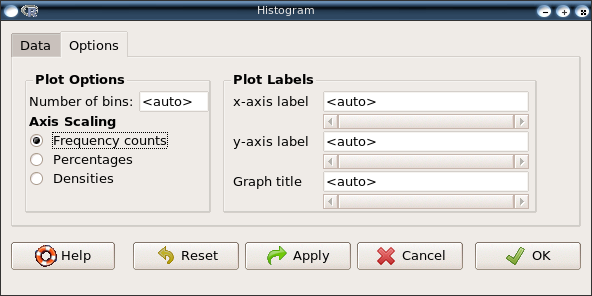 Histogram
Data Options
Plot Options
Number of bins: <auto>
Axis Scaling
Frequency counts
Percentages
Densities
Plot Labels
x-axis label <auto>
y-axis label <auto>
Graph title <auto>
Help Reset Apply Cancel OK